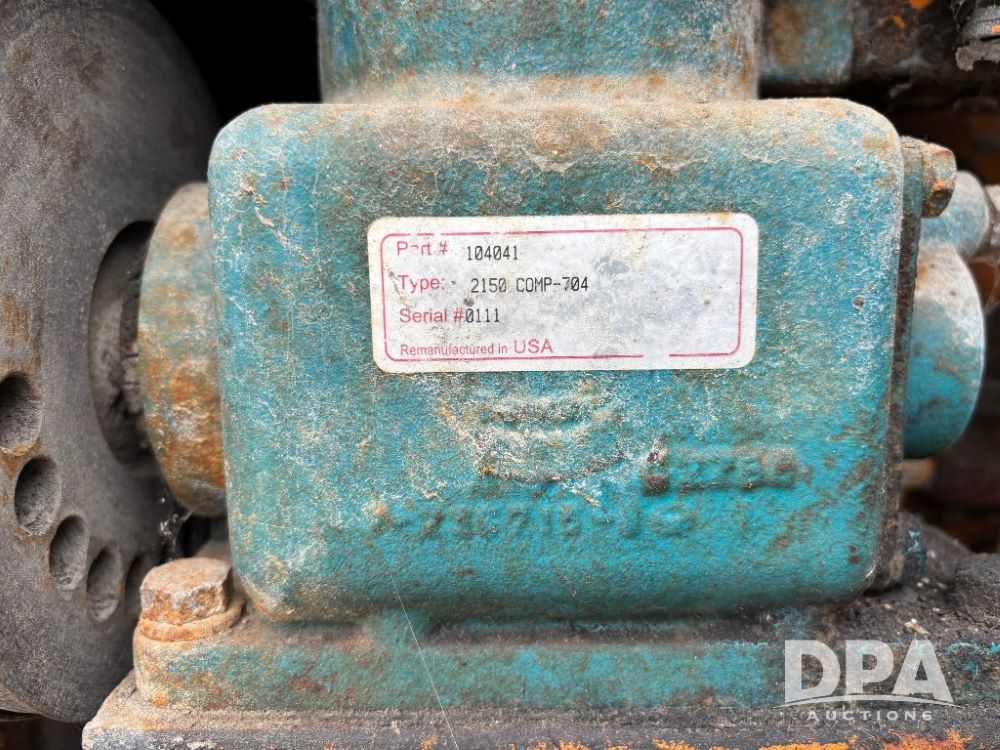 Part # 104041
Type: 2150 COMP-704
Serial #0111
Remanufactured in USA
DPA
AUCTIONS